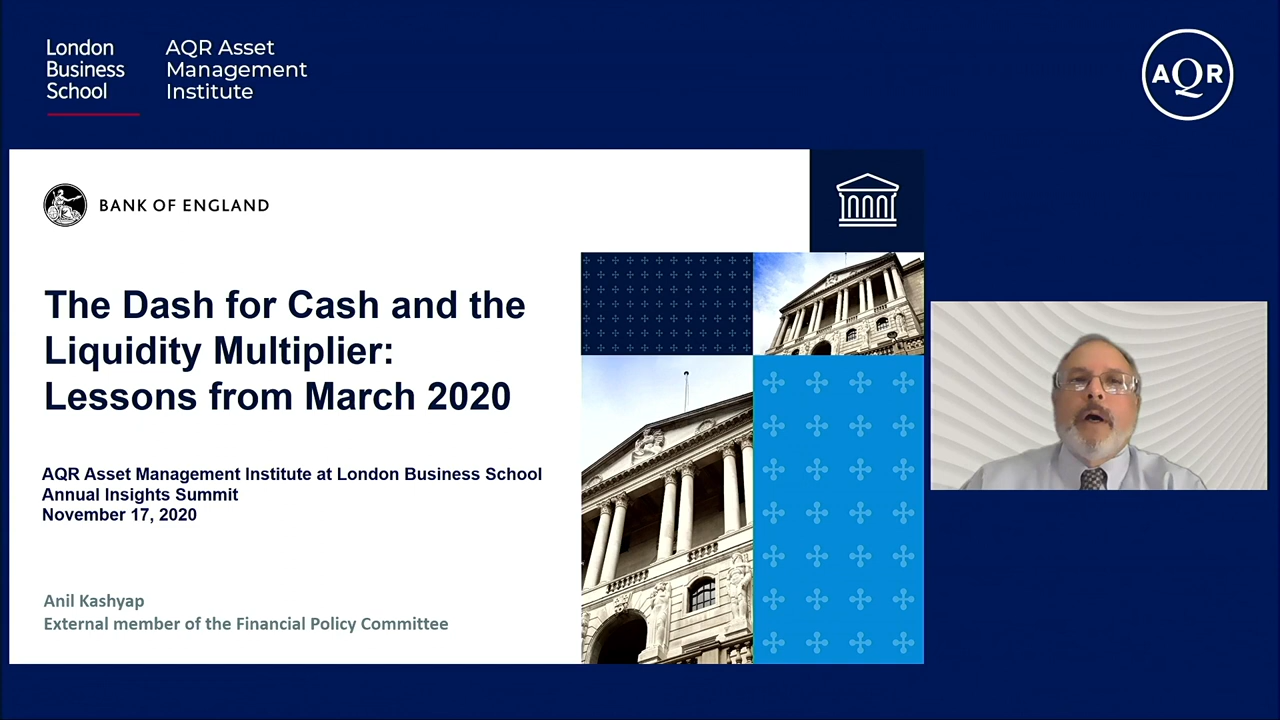 London
Business
School
AQR Asset
Management
Institute
AQR
BANK OF ENGLAND
The Dash for Cash and the
Liquidity Multiplier:
Lessons from March 2020
AQR Asset Management Institute at London Business School
Annual Insights Summit
November 17, 2020
Anil Kashyap
External member of the Financial Policy Committee